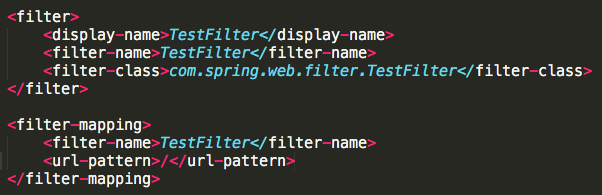 <filter>
<display-name>TestFilter</display-name>
<filter-name>TestFilter</filter-name>
<filter-class>com.spring.web.filter.TestFilter</filter-class>
</filter>
<filter-mapping>
<filter-name>TestFilter</filter-name>
<url-pattern>/</url-pattern>
</filter-mapping>